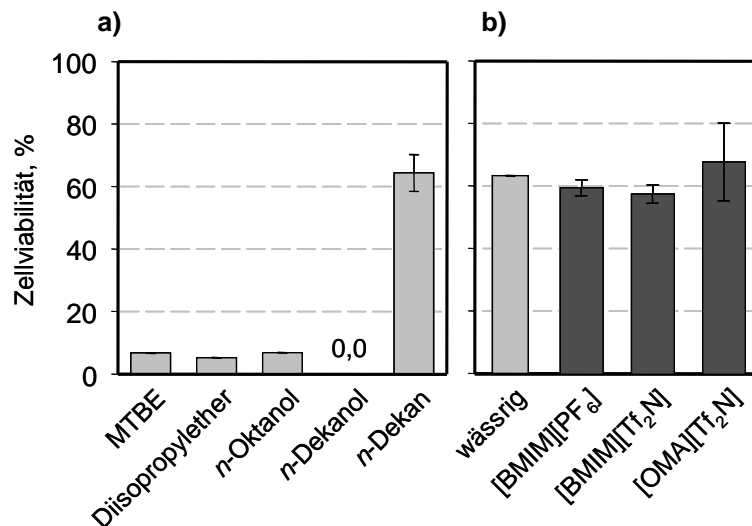 a)
b)
Zellviabilität, %
100
80
60
40
20
0
0,0
MTBE
Diisopropylether
n-Oktanol
n-Dekanol
n-Dekan
wässrig
[BMIM][PF₆]
[BMIM][Tf₂N]
[OMA][Tf₂N]